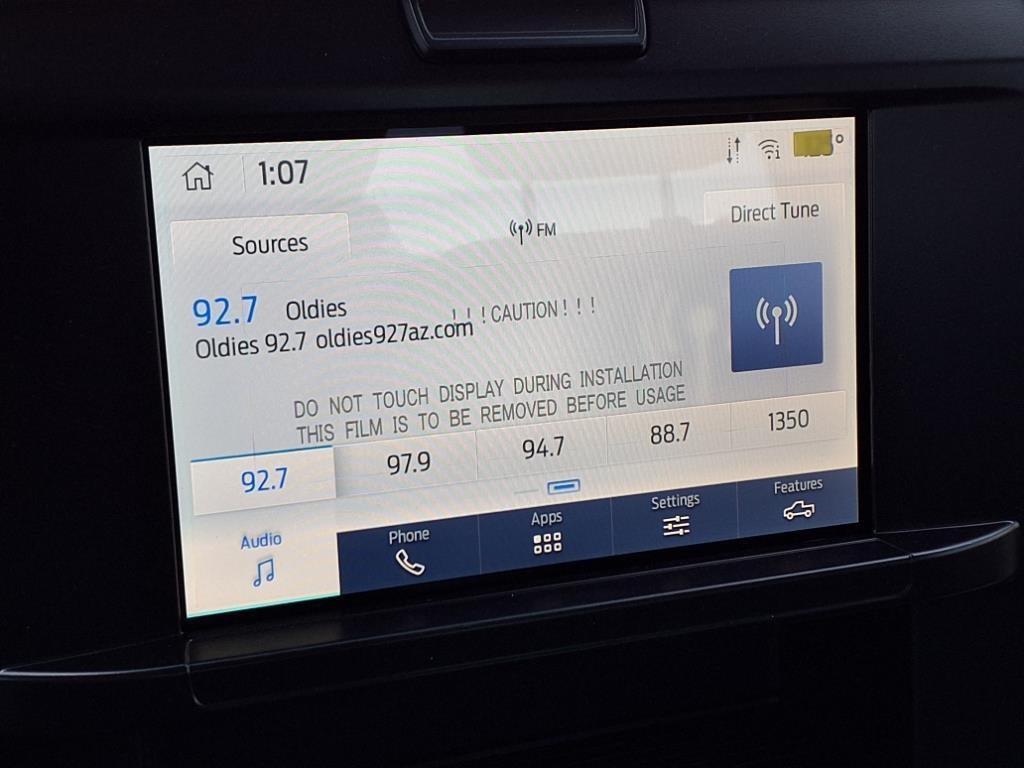 1:07
Sources
FM
Direct Tune
92.7 Oldies
! ! ! CAUTION ! ! !
Oldies 92.7 oldies927az.com
DO NOT TOUCH DISPLAY DURING INSTALLATION
THIS FILM IS TO BE REMOVED BEFORE USAGE
92.7 97.9 94.7 88.7 1350
Audio Phone Apps Settings Features